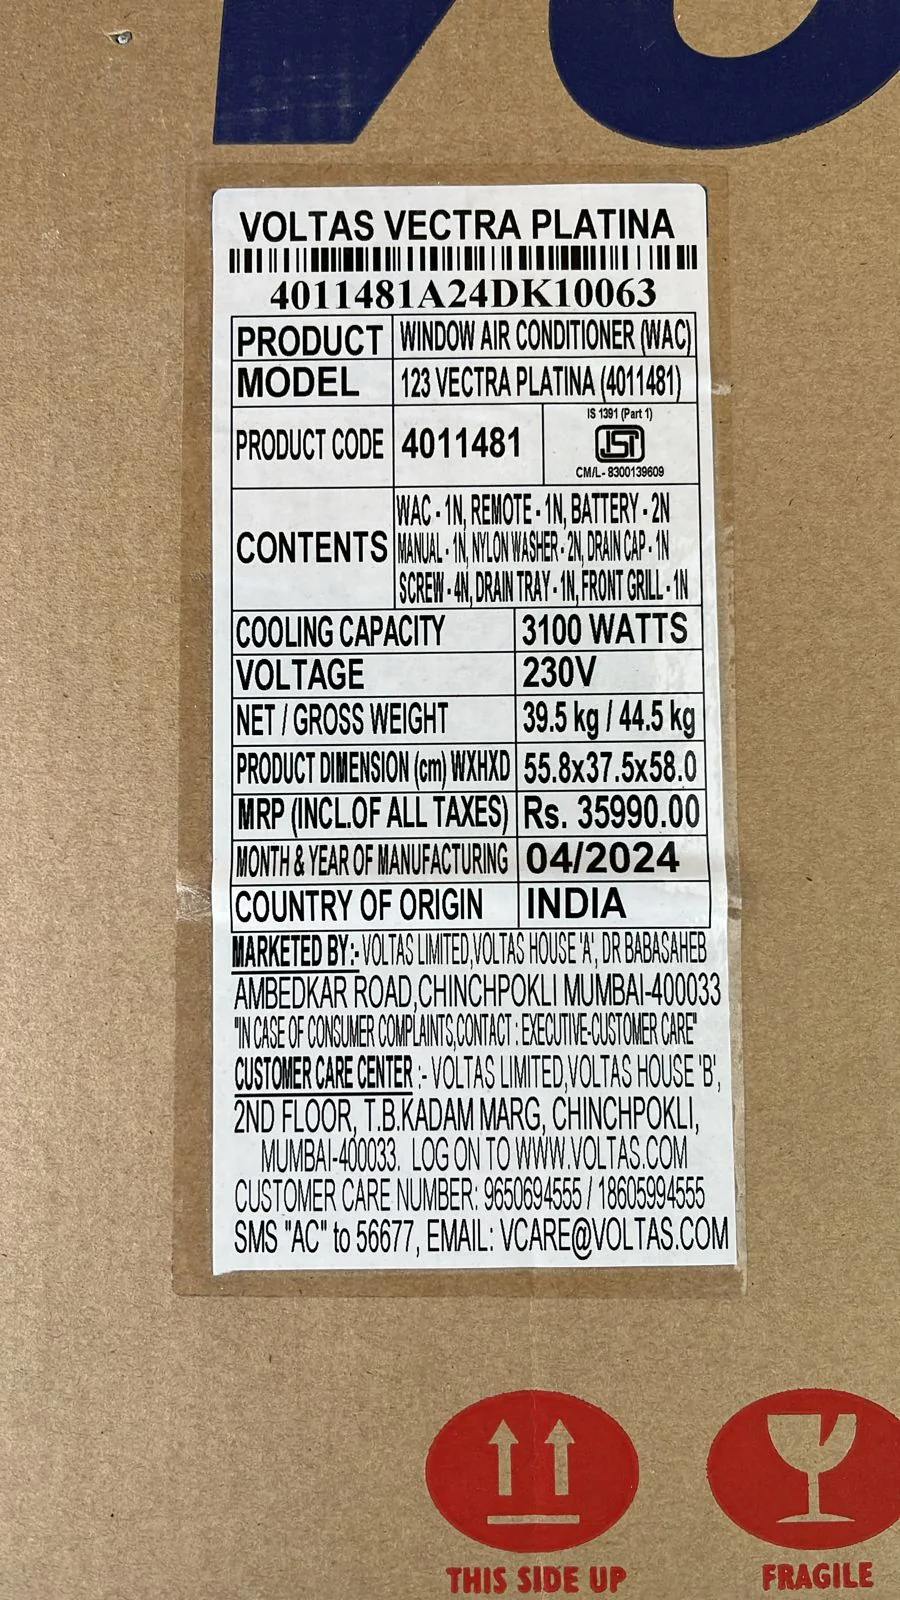 VOLTAS VECTRA PLATINA
4011481A24DK10063
PRODUCT WINDOW AIR CONDITIONER (WAC)
MODEL 123 VECTRA PLATINA (4011481)
IS 1391 (Part 1)
PRODUCT CODE 4011481
CM/L- 8300139609
WAC - 1N, REMOTE - 1N, BATTERY - 2N
CONTENTS MANUAL - 1N, NYLON WASHER - 2N, DRAIN CAP - 1N
SCREW - 4N, DRAIN TRAY - 1N, FRONT GRILL - 1N
COOLING CAPACITY 3100 WATTS
VOLTAGE 230V
NET / GROSS WEIGHT 39.5 kg / 44.5 kg
PRODUCT DIMENSION (cm) WXHXD 55.8x37.5x58.0
MRP (INCL.OF ALL TAXES) Rs. 35990.00
MONTH & YEAR OF MANUFACTURING 04/2024
COUNTRY OF ORIGIN INDIA
MARKETED BY:- VOLTAS LIMITED,VOLTAS HOUSE 'A', DR BABASAHEB
AMBEDKAR ROAD,CHINCHPOKLI MUMBAI-400033
"IN CASE OF CONSUMER COMPLAINTS,CONTACT : EXECUTIVE-CUSTOMER CARE"
CUSTOMER CARE CENTER :- VOLTAS LIMITED,VOLTAS HOUSE 'B',
2ND FLOOR, T.B.KADAM MARG, CHINCHPOKLI,
MUMBAI-400033. LOG ON TO WWW.VOLTAS.COM
CUSTOMER CARE NUMBER: 9650694555 / 18605994555
SMS "AC" to 56677, EMAIL: VCARE@VOLTAS.COM
THIS SIDE UP FRAGILE